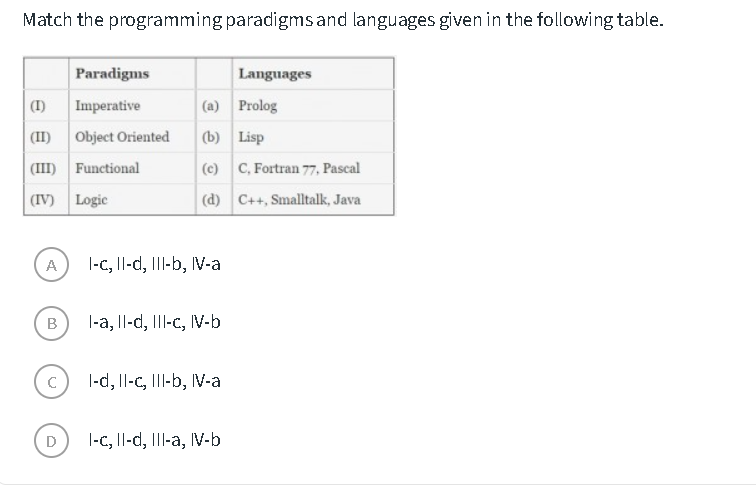 Match the programming paradigms and languages given in the following table.
Paradigms Languages
(I) Imperative (a) Prolog
(II) Object Oriented (b) Lisp
(III) Functional (c) C, Fortran 77, Pascal
(IV) Logic (d) C++, Smalltalk, Java
A I-c, II-d, III-b, IV-a
B I-a, II-d, III-c, IV-b
C I-d, II-c, III-b, IV-a
D I-c, II-d, III-a, IV-b